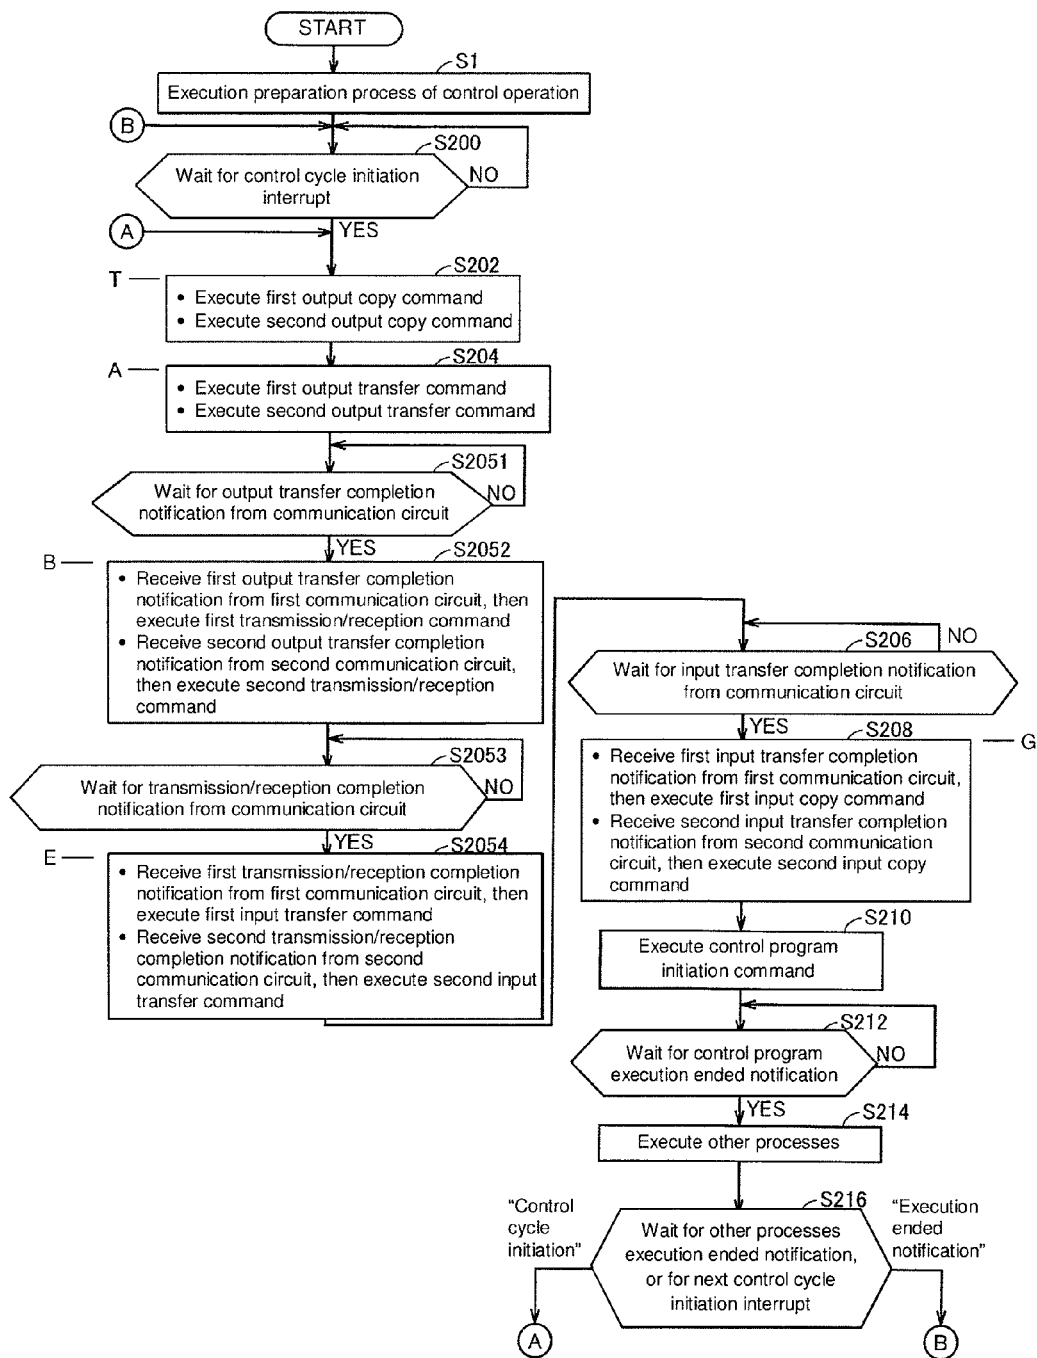 START
S1
Execution preparation process of control operation
B
S200
Wait for control cycle initiation
interrupt
NO
A
YES
T
S202
• Execute first output copy command
• Execute second output copy command
A
S204
• Execute first output transfer command
• Execute second output transfer command
S2051
Wait for output transfer completion
notification from communication circuit
NO
YES
B
S2052
• Receive first output transfer completion
notification from first communication circuit, then
execute first transmission/reception command
• Receive second output transfer completion
notification from second communication circuit,
then execute second transmission/reception
command
S2053
Wait for transmission/reception completion
notification from communication circuit
NO
YES
E
S2054
• Receive first transmission/reception completion
notification from first communication circuit, then
execute first input transfer command
• Receive second transmission/reception
completion notification from second
communication circuit, then execute second input
transfer command
NO
S206
Wait for input transfer completion notification
from communication circuit
YES
S208
G
• Receive first input transfer completion
notification from first communication circuit,
then execute first input copy command
• Receive second input transfer completion
notification from second communication
circuit, then execute second input copy
command
S210
Execute control program
initiation command
S212
Wait for control program
execution ended notification
NO
YES
S214
Execute other processes
S216
"Control
cycle
initiation"
Wait for other processes
execution ended notification,
or for next control cycle
initiation interrupt
"Execution
ended
notification"
A
B